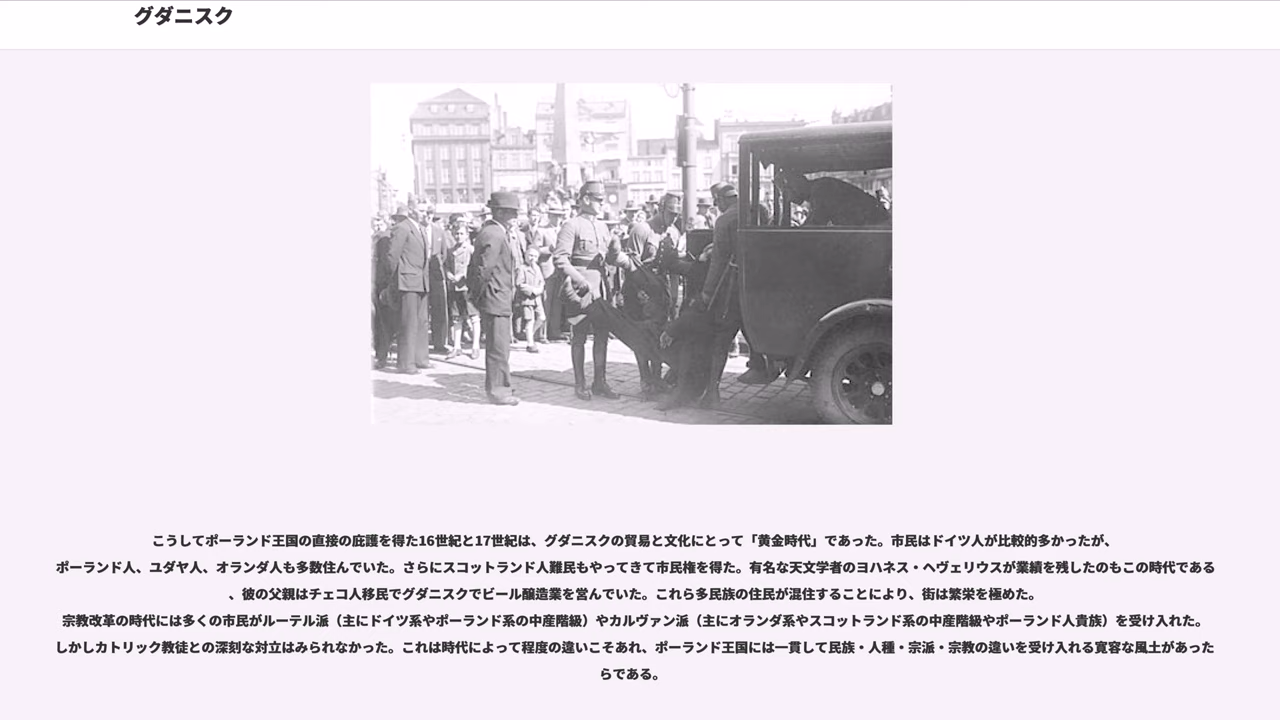 グダニスク
こうしてポーランド王国の直接の庇護を得た16世紀と17世紀は、グダニスクの貿易と文化にとって「黄金時代」であった。市民はドイツ人が比較的多かったが、
ポーランド人、ユダヤ人、オランダ人も多数住んでいた。さらにスコットランド人難民もやってきて市民権を得た。有名な天文学者のヨハネス・ヘヴェリウスが業績を残したのもこの時代である
、彼の父親はチェコ人移民でグダニスクでビール醸造業を営んでいた。これら多民族の住民が混住することにより、街は繁栄を極めた。
宗教改革の時代には多くの市民がルーテル派（主にドイツ系やポーランド系の中産階級）やカルヴァン派（主にオランダ系やスコットランド系の中産階級やポーランド人貴族）を受け入れた。
しかしカトリック教徒との深刻な対立はみられなかった。これは時代によって程度の違いこそあれ、ポーランド王国には一貫して民族・人種・宗派・宗教の違いを受け入れる寛容な風土があった
らである。